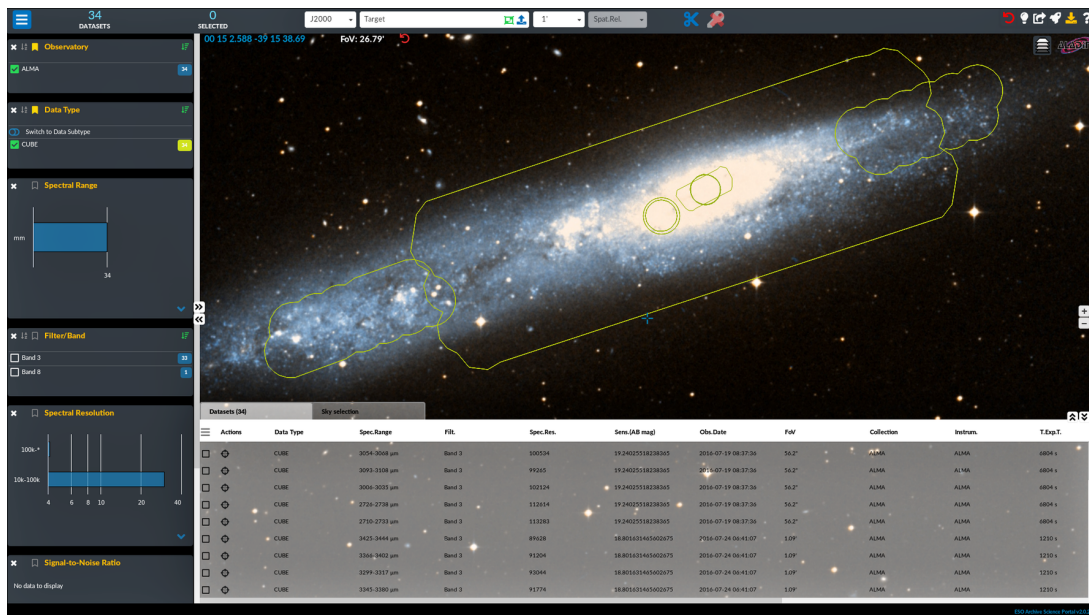 34
DATASETS
0
SELECTED
J2000
Target
1'
Spat.Rel.
00 15 2.588 -39 15 38.69
FoV: 26.79'
Observatory
ALMA
34
Data Type
Switch to Data Subtype
CUBE
34
Spectral Range
mm
34
Filter/Band
Band 3
33
Band 8
1
Spectral Resolution
100k-*
10k-100k
4 6 8 10 20 40
Signal-to-Noise Ratio
No data to display
Datasets (34) Sky selection
Actions Data Type Spec.Range Filt. Spec.Res. Sens.(AB mag) Obs.Date FoV Collection Instrum. T.Exp.T.
CUBE 3054-3068 µm Band 3 100534 19.24025518238365 2016-07-19 08:37:36 56.2" ALMA ALMA 6804 s
CUBE 3093-3108 µm Band 3 99265 19.24025518238365 2016-07-19 08:37:36 56.2" ALMA ALMA 6804 s
CUBE 3006-3035 µm Band 3 102124 19.24025518238365 2016-07-19 08:37:36 56.2" ALMA ALMA 6804 s
CUBE 2726-2738 µm Band 3 112614 19.24025518238365 2016-07-19 08:37:36 56.2" ALMA ALMA 6804 s
CUBE 2710-2733 µm Band 3 113283 19.24025518238365 2016-07-19 08:37:36 56.2" ALMA ALMA 6804 s
CUBE 3425-3444 µm Band 3 89628 18.801631465602675 2016-07-24 06:41:07 1.09' ALMA ALMA 1210 s
CUBE 3366-3402 µm Band 3 91204 18.801631465602675 2016-07-24 06:41:07 1.09' ALMA ALMA 1210 s
CUBE 3299-3317 µm Band 3 93044 18.801631465602675 2016-07-24 06:41:07 1.09' ALMA ALMA 1210 s
CUBE 3345-3380 µm Band 3 91774 18.801631465602675 2016-07-24 06:41:07 1.09' ALMA ALMA 1210 s
ESO Archive Science Portal v2.0.